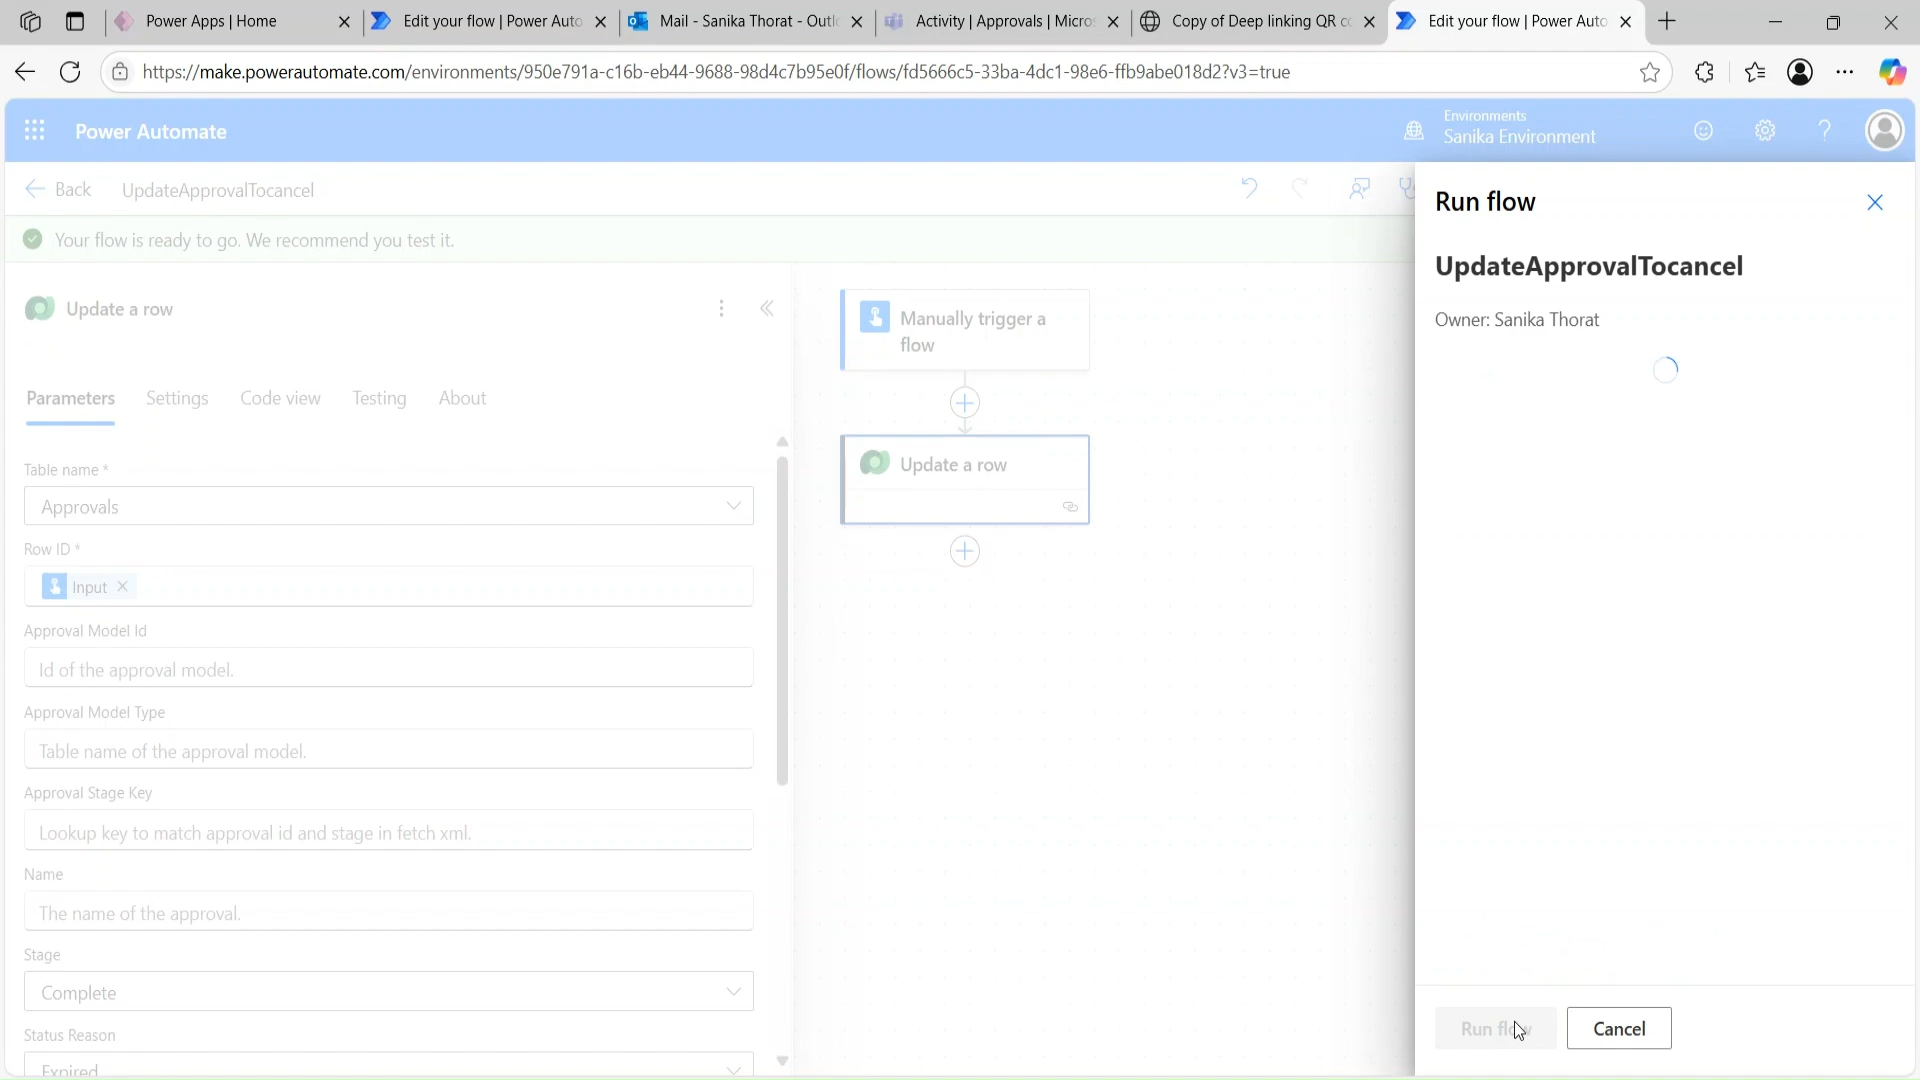 Power Apps | Home
Edit your flow | Power Auto
Mail - Sanika Thorat - Outl
Activity | Approvals | Micros
Copy of Deep linking QR c
Edit your flow | Power Auto
https://make.powerautomate.com/environments/950e791a-c16b-eb44-9688-98d4c7b95e0f/flows/fd5666c5-33ba-4dc1-98e6-ffb9abe018d2?v3=true
Power Automate
Environments
Sanika Environment
Back
UpdateApprovalTocancel
Your flow is ready to go. We recommend you test it.
Update a row
Parameters
Settings
Code view
Testing
About
Table name *
Approvals
Row ID *
Input
Approval Model Id
Id of the approval model.
Approval Model Type
Table name of the approval model.
Approval Stage Key
Lookup key to match approval id and stage in fetch xml.
Name
The name of the approval.
Stage
Complete
Status Reason
Expired
Manually trigger a
flow
Update a row
Run flow
UpdateApprovalTocancel
Owner: Sanika Thorat
Run flow
Cancel